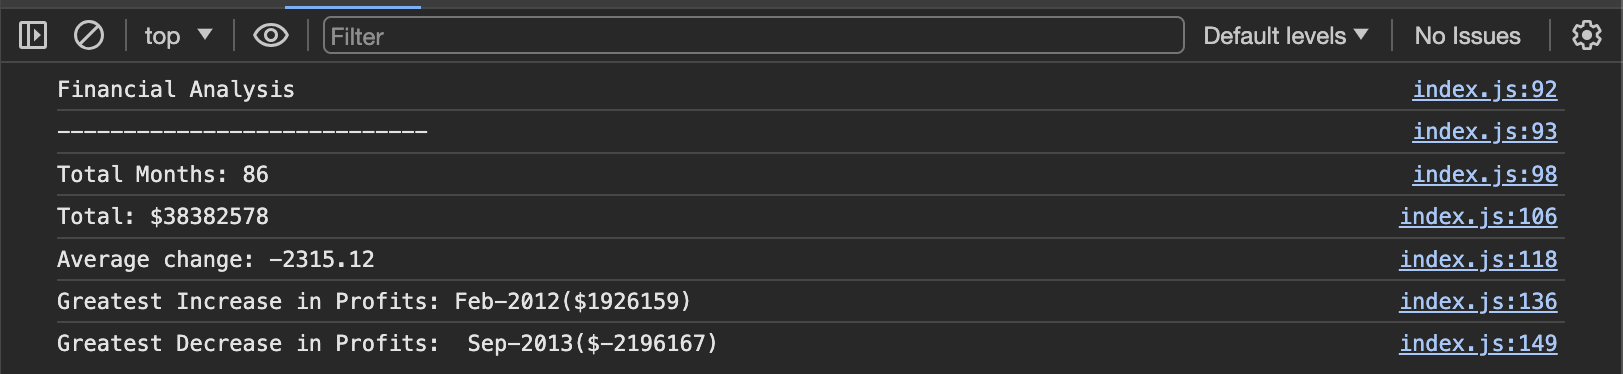 top ▼ Filter Default levels ▼ No Issues
Financial Analysis index.js:92
---------------------------- index.js:93
Total Months: 86 index.js:98
Total: $38382578 index.js:106
Average change: -2315.12 index.js:118
Greatest Increase in Profits: Feb-2012($1926159) index.js:136
Greatest Decrease in Profits:  Sep-2013($-2196167) index.js:149